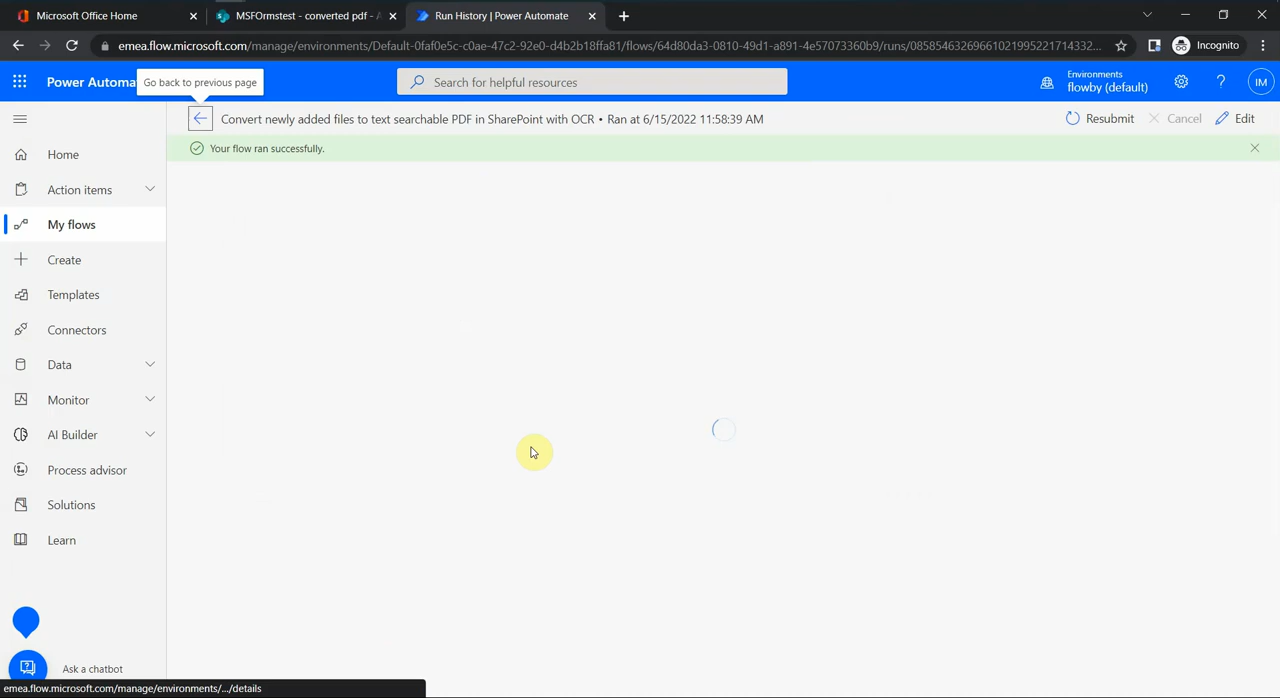 Microsoft Office Home
MSFOrmstest - converted pdf - A
Run History | Power Automate
emea.flow.microsoft.com/manage/environments/Default-0faf0e5c-c0ae-47c2-92e0-d4b2b18ffa81/flows/64d80da3-0810-49d1-a891-4e57073360b9/runs/08585463269661021995221714332...
Incognito
Power Automa
Go back to previous page
Search for helpful resources
Environments
flowby (default)
?
IM
Convert newly added files to text searchable PDF in SharePoint with OCR • Ran at 6/15/2022 11:58:39 AM
Resubmit
Cancel
Edit
Your flow ran successfully.
Home
Action items
My flows
Create
Templates
Connectors
Data
Monitor
AI Builder
Process advisor
Solutions
Learn
Ask a chatbot
emea.flow.microsoft.com/manage/environments/.../details